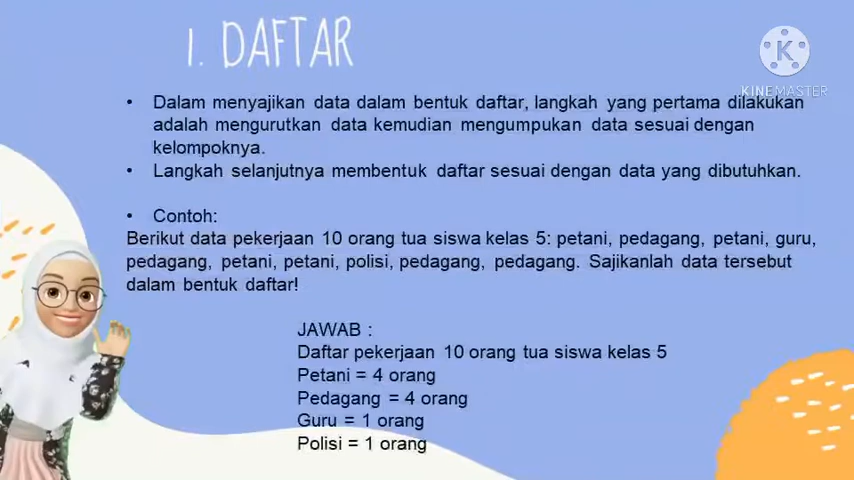 1. DAFTAR
KINEMASTER
• Dalam menyajikan data dalam bentuk daftar, langkah yang pertama dilakukan
adalah mengurutkan data kemudian mengumpukan data sesuai dengan
kelompoknya.
• Langkah selanjutnya membentuk daftar sesuai dengan data yang dibutuhkan.
• Contoh:
Berikut data pekerjaan 10 orang tua siswa kelas 5: petani, pedagang, petani, guru,
pedagang, petani, petani, polisi, pedagang, pedagang. Sajikanlah data tersebut
dalam bentuk daftar!
JAWAB :
Daftar pekerjaan 10 orang tua siswa kelas 5
Petani = 4 orang
Pedagang = 4 orang
Guru = 1 orang
Polisi = 1 orang